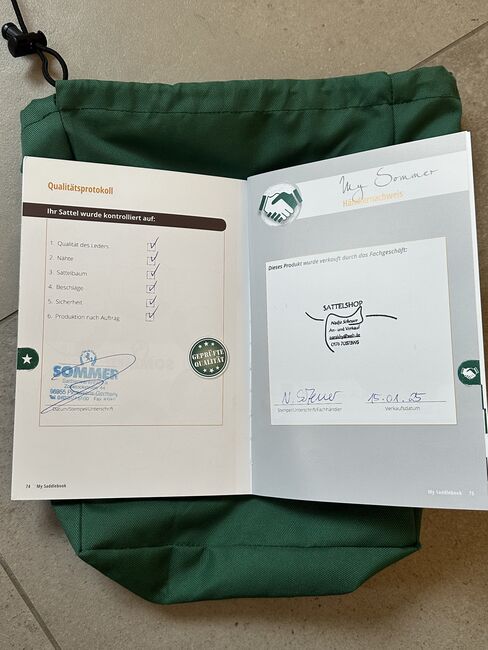 Qualitätsprotokoll
Ihr Sattel wurde kontrolliert auf:
1. Qualität des Leders
2. Nähte
3. Sattelbaum
4. Beschläge
5. Sicherheit
6. Produktion nach Auftrag
GEPRÜFTE
QUALITÄT
SOMMER
Datum/Stempel/Unterschrift
74 My Saddlebook
My Sommer
Händlernachweis
Dieses Produkt wurde verkauft durch das Fachgeschäft:
SATTELSHOP
An- und Verkauf
15.01.25
Stempel/Unterschrift/Fachhändler
Verkaufsdatum
My Saddlebook 75